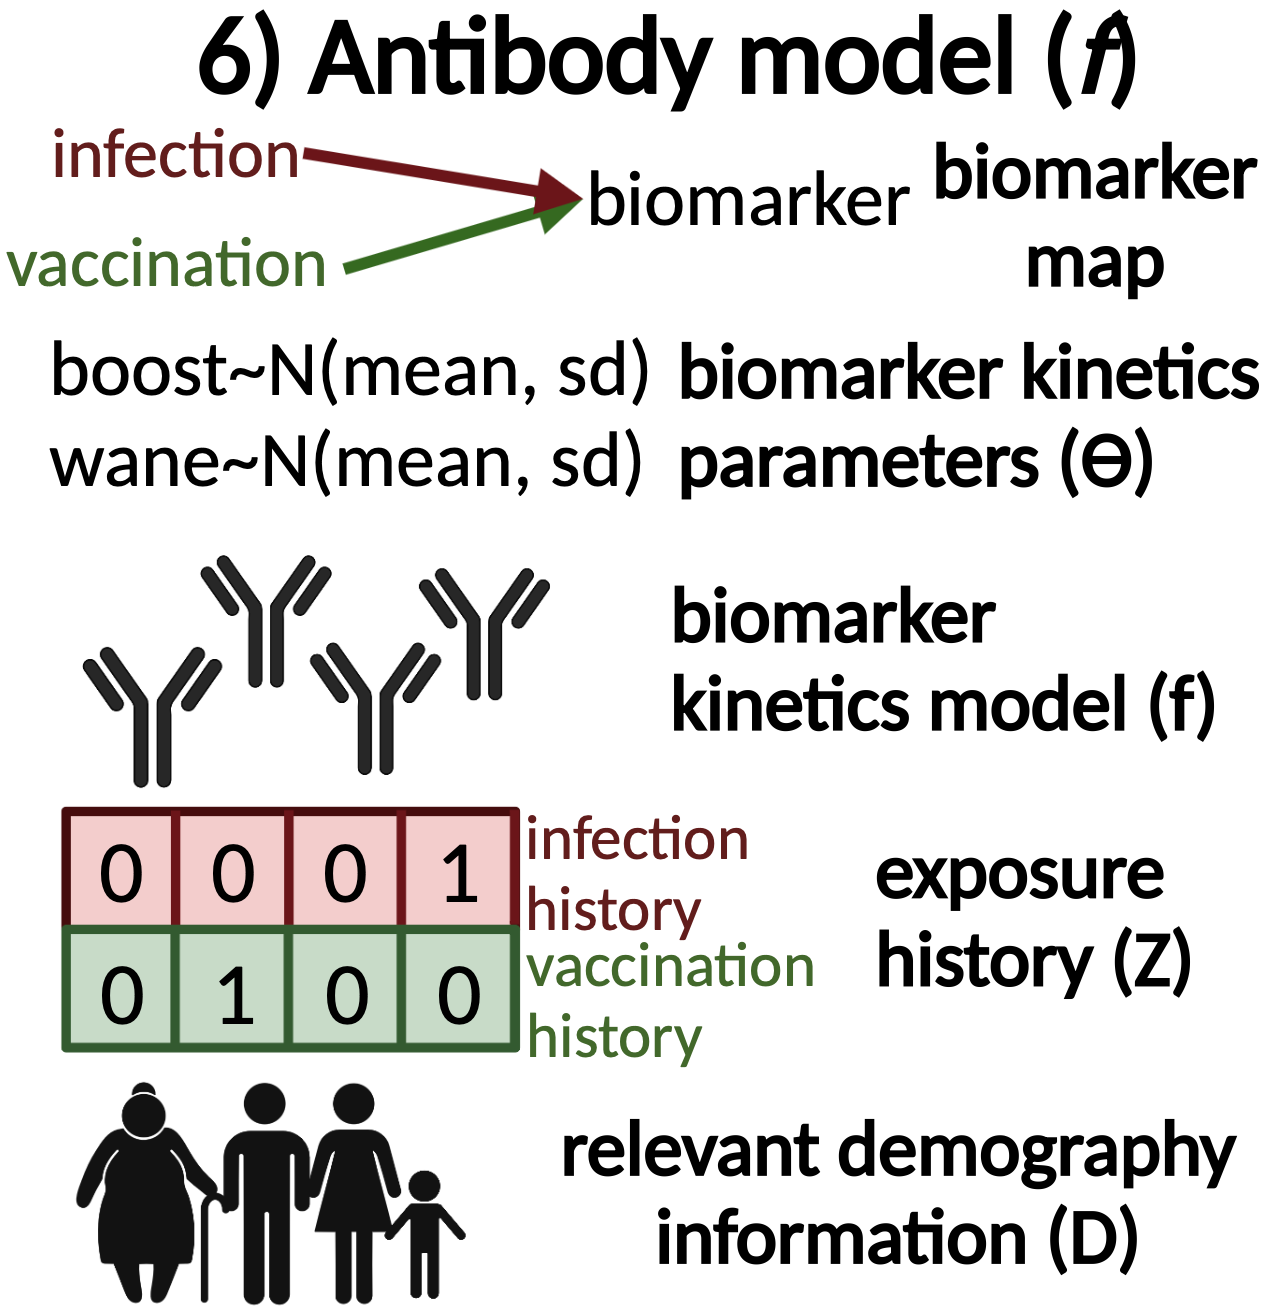 6) Antibody model (f)
infection
vaccination
biomarker
biomarker
map
boost~N(mean, sd)
wane~N(mean, sd)
biomarker kinetics
parameters (Θ)
biomarker
kinetics model (f)
0 0 0 1
infection
history
0 1 0 0
vaccination
history
exposure
history (Z)
relevant demography
information (D)